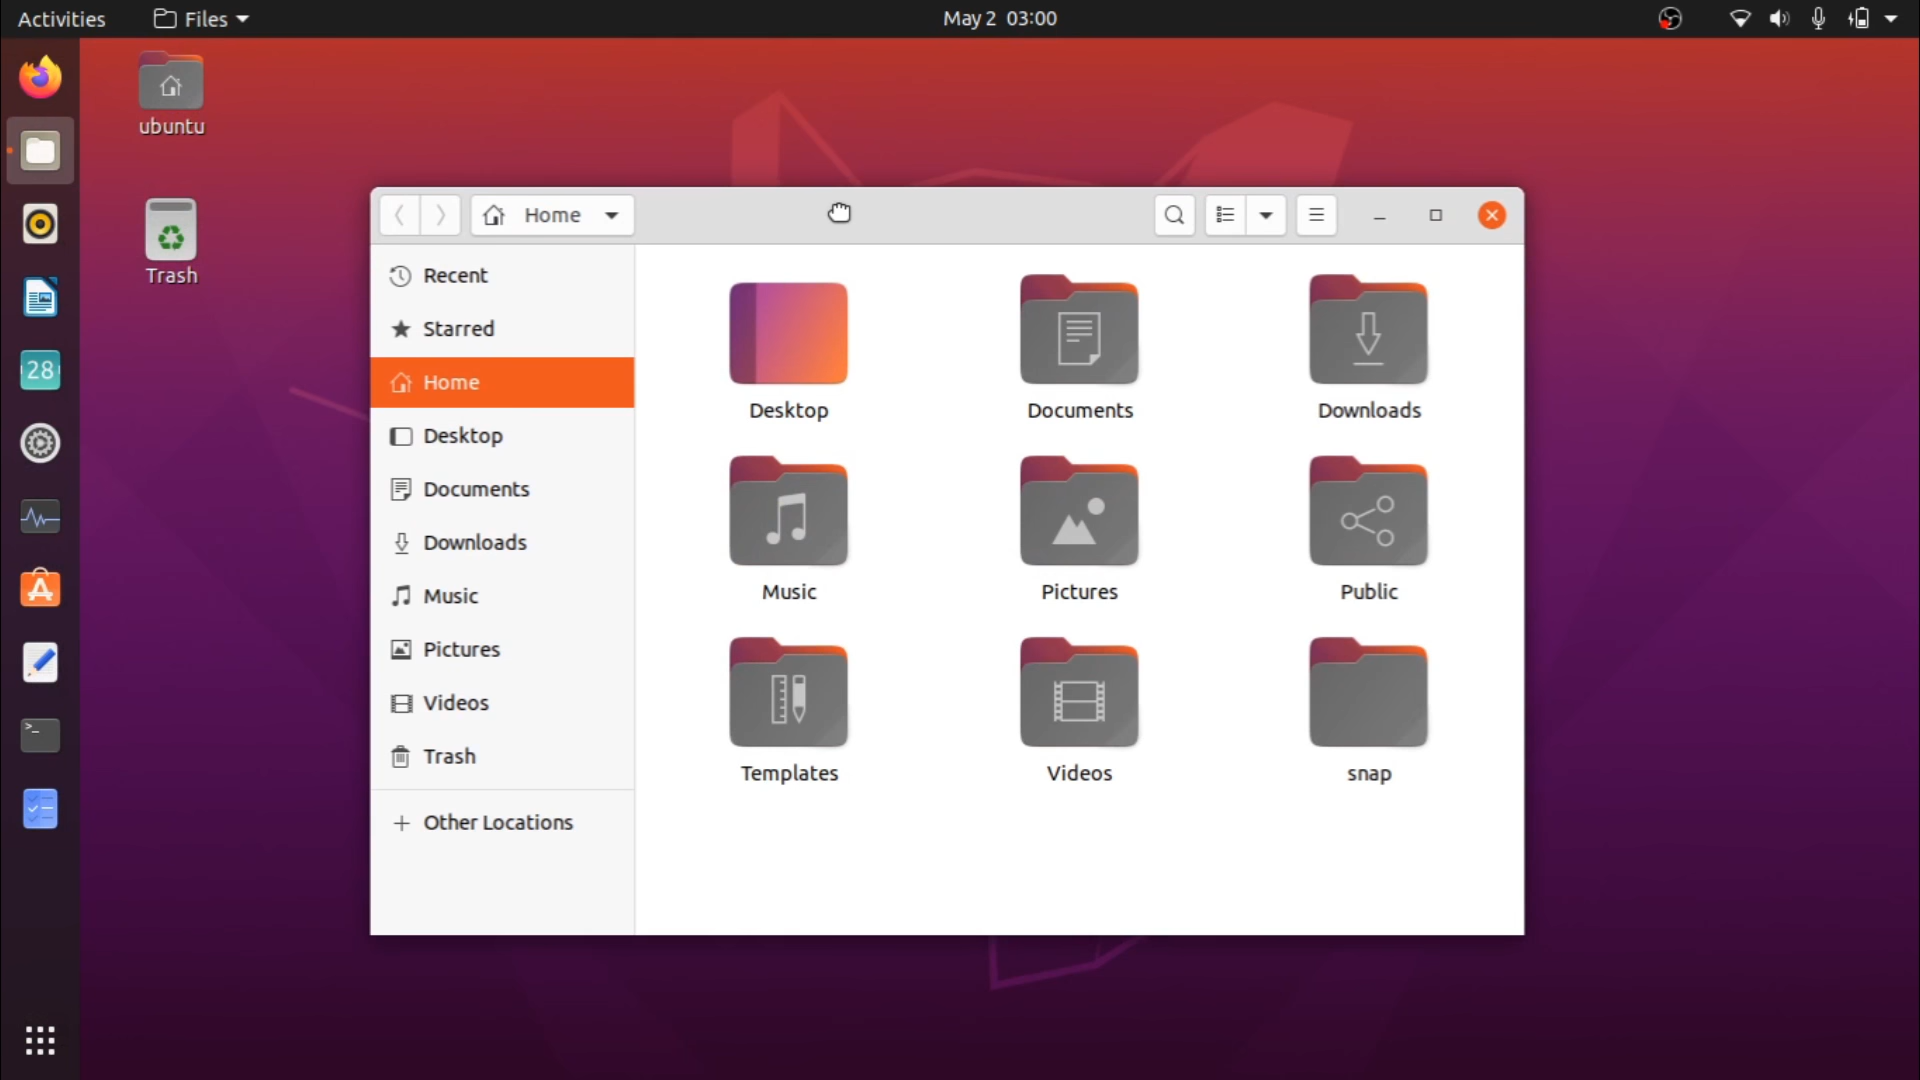 Activities
Files
May 2 03:00
ubuntu
Trash
Home
Recent
Starred
Home
Desktop
Documents
Downloads
Music
Pictures
Videos
Trash
Other Locations
Desktop
Documents
Downloads
Music
Pictures
Public
Templates
Videos
snap
28
>_